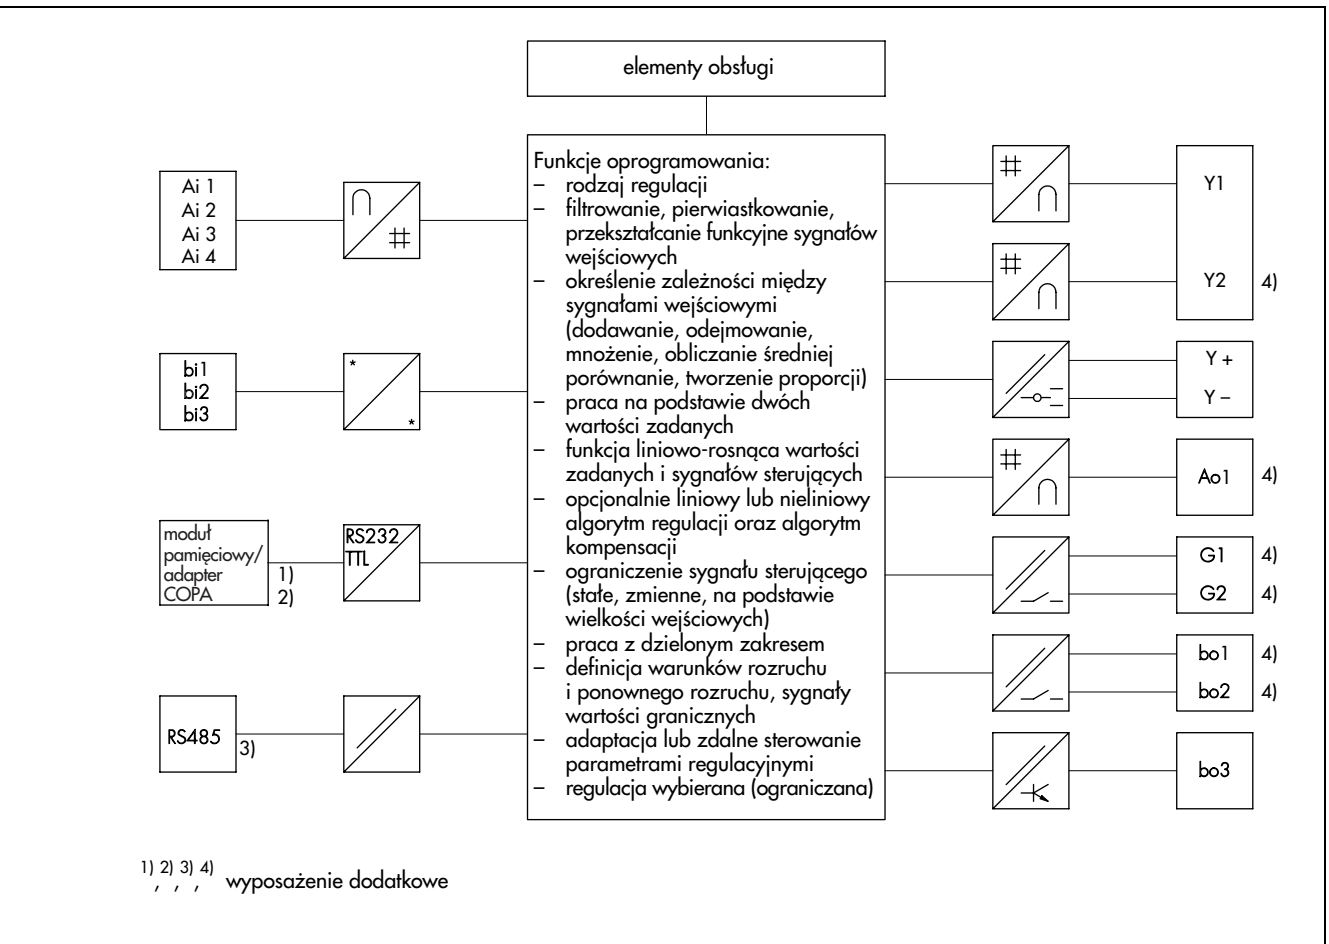 elementy obsługi
Ai 1
Ai 2
Ai 3
Ai 4
bi1
bi2
bi3
moduł
pamięciowy/
adapter
COPA
1)
2)
RS232
TTL
RS485
3)
Funkcje oprogramowania:
– rodzaj regulacji
– filtrowanie, pierwiastkowanie,
przekształcanie funkcyjne sygnałów
wejściowych
– określenie zależności między
sygnałami wejściowymi
(dodawanie, odejmowanie,
mnożenie, obliczanie średniej
porównanie, tworzenie proporcji)
– praca na podstawie dwóch
wartości zadanych
– funkcja liniowo-rosnąca wartości
zadanych i sygnałów sterujących
– opcjonalnie liniowy lub nieliniowy
algorytm regulacji oraz algorytm
kompensacji
– ograniczenie sygnału sterującego
(stałe, zmienne, na podstawie
wielkości wejściowych)
– praca z dzielonym zakresem
– definicja warunków rozruchu
i ponownego rozruchu, sygnały
wartości granicznych
– adaptacja lub zdalne sterowanie
parametrami regulacyjnymi
– regulacja wybierana (ograniczana)
Y1
Y2 4)
Y +
Y –
Ao1 4)
G1 4)
G2 4)
bo1 4)
bo2 4)
bo3
1), 2), 3), 4) wyposażenie dodatkowe